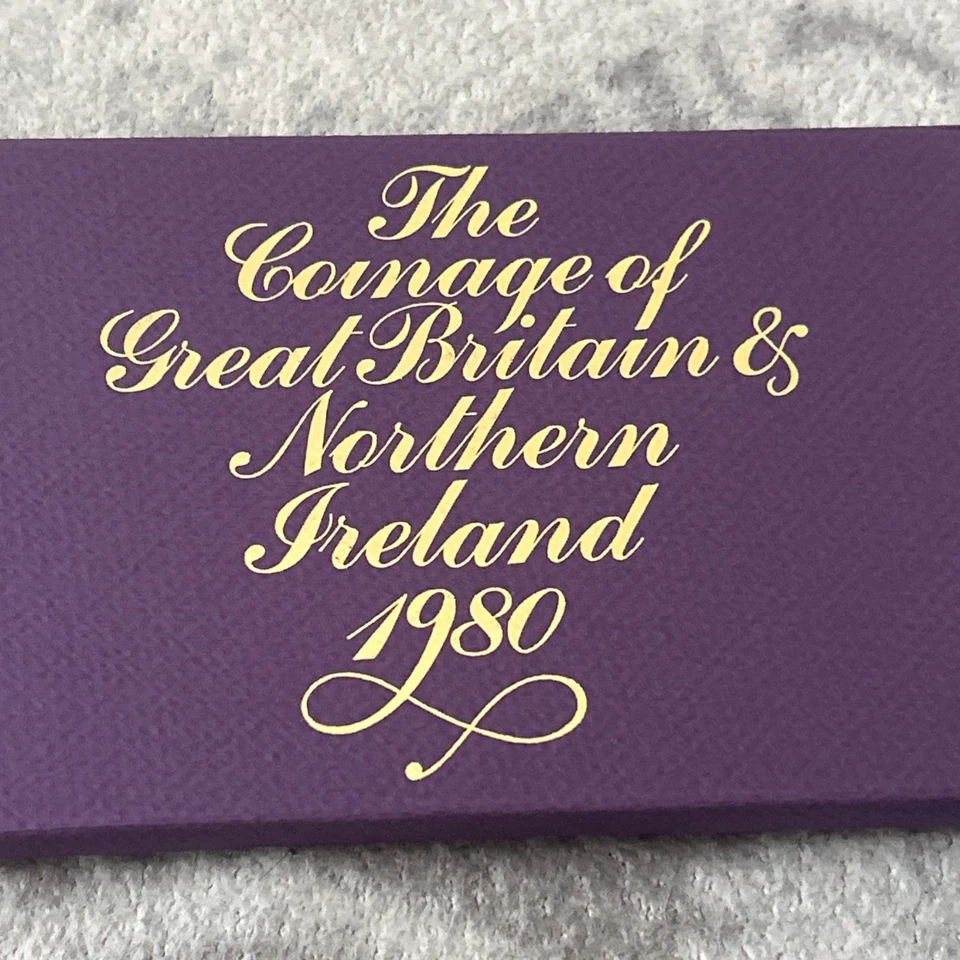 The
Coinage of
Great Britain &
Northern
Ireland
1980